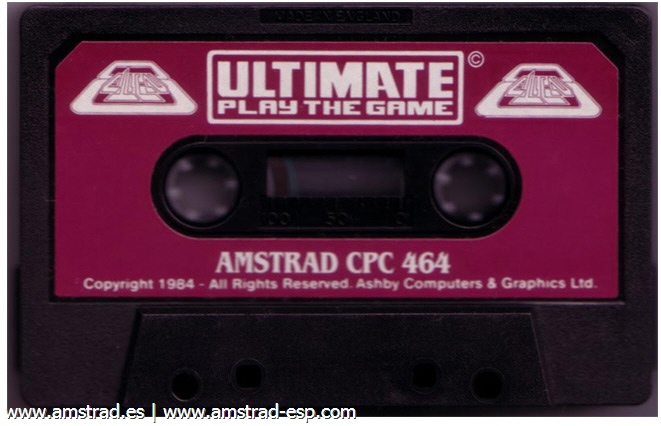 MADE IN ENGLAND
ULTIMATE ©
PLAY THE GAME
100 50 0
AMSTRAD CPC 464
Copyright 1984 - All Rights Reserved. Ashby Computers & Graphics Ltd.
www.amstrad.es | www.amstrad-esp.com